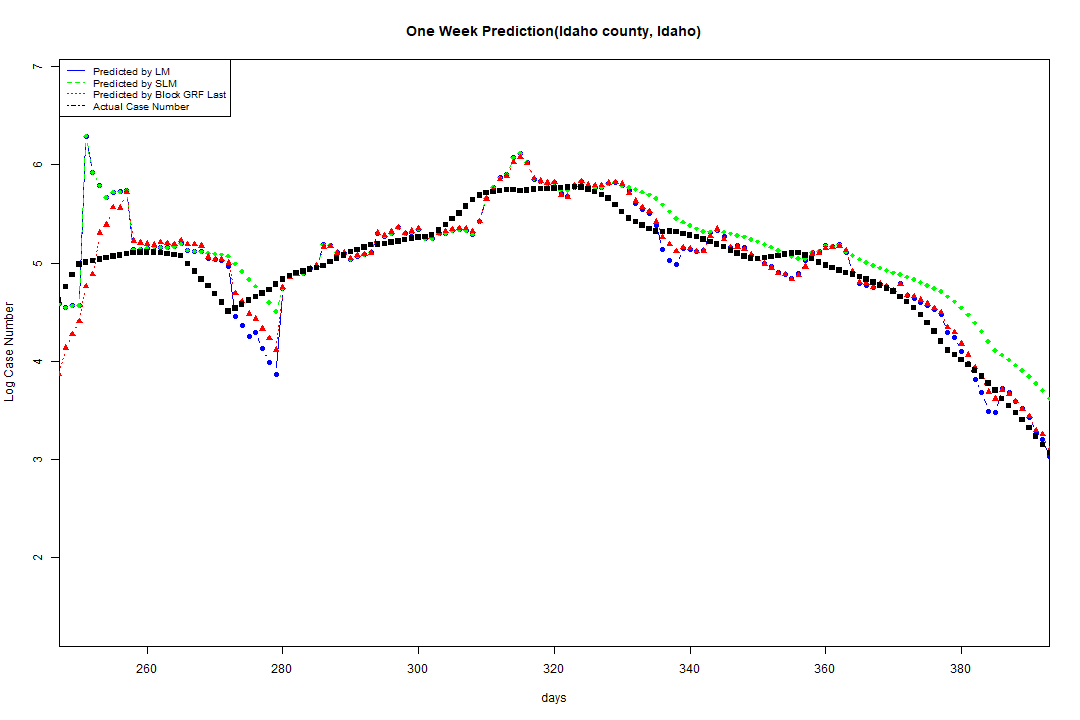 One Week Prediction(Idaho county, Idaho)
Predicted by LM
Predicted by SLM
Predicted by Block GRF Last
Actual Case Number
Log Case Number
7
6
5
4
3
2
260 280 300 320 340 360 380
days